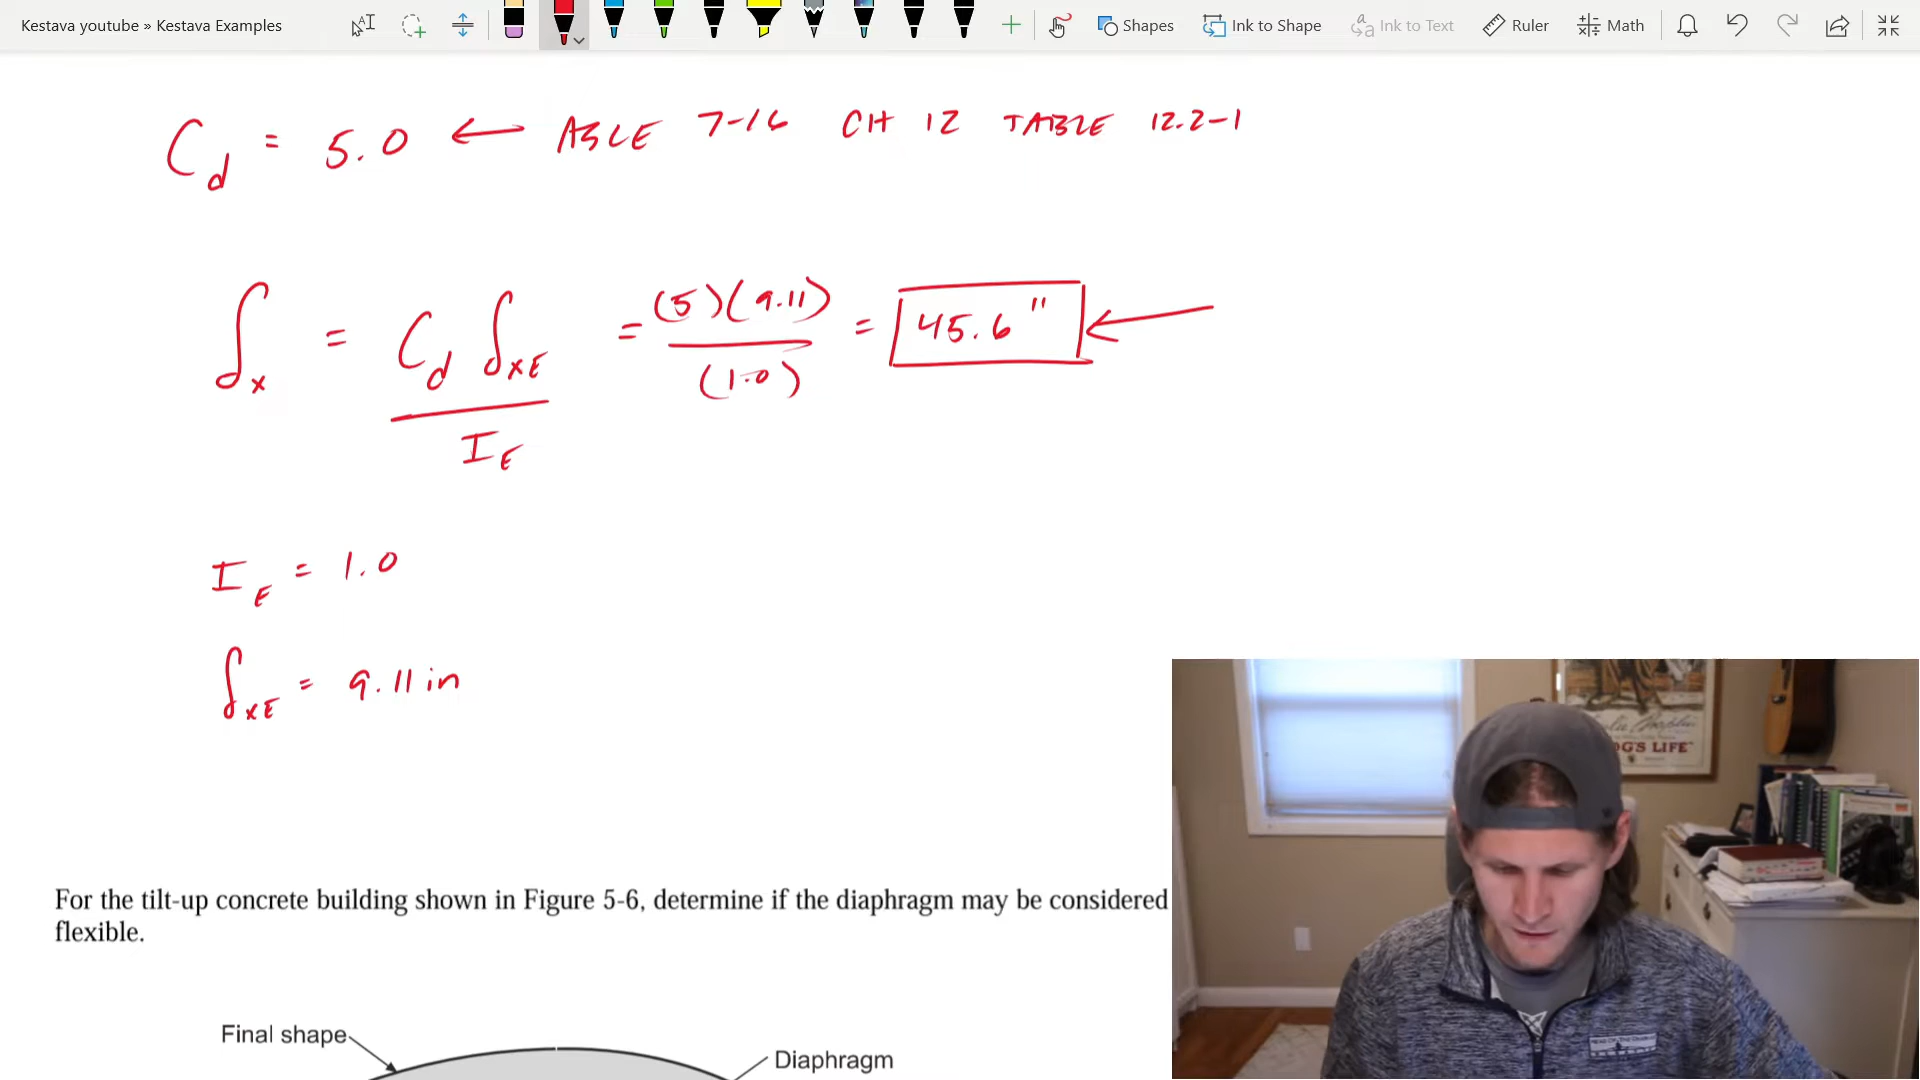 Kestava youtube » Kestava Examples
Shapes
Ink to Shape
Ink to Text
Ruler
Math
Cd = 5.0 ← ASCE 7-16 CH 12 TABLE 12.2-1
δx = Cd δxE / IE = (5)(9.11) / (1.0) = 45.6"
IE = 1.0
δxE = 9.11 in
For the tilt-up concrete building shown in Figure 5-6, determine if the diaphragm may be considered
flexible.
Final shape
Diaphragm
OG'S LIFE"